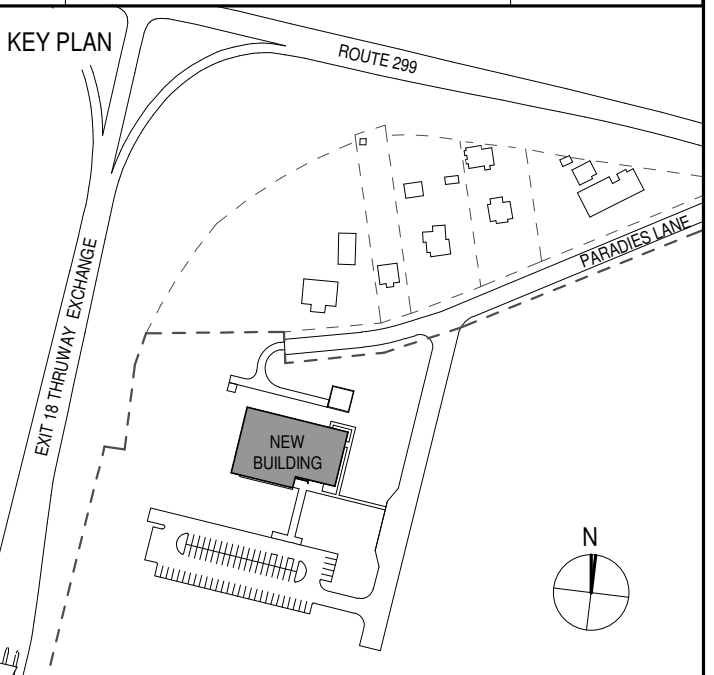 KEY PLAN
ROUTE 299
PARADIES LANE
EXIT 18 THRUWAY EXCHANGE
NEW
BUILDING
N